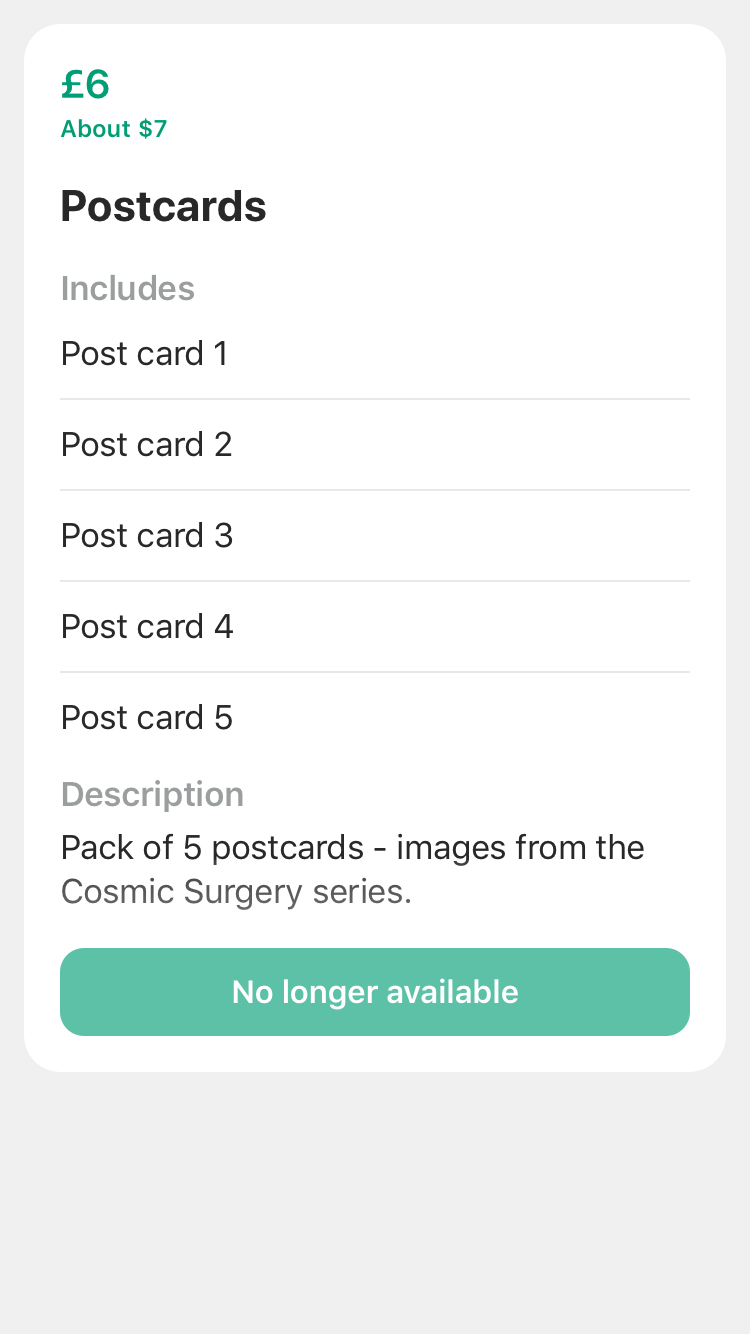 £6
About $7
Postcards
Includes
Post card 1
Post card 2
Post card 3
Post card 4
Post card 5
Description
Pack of 5 postcards - images from the
Cosmic Surgery series.
No longer available